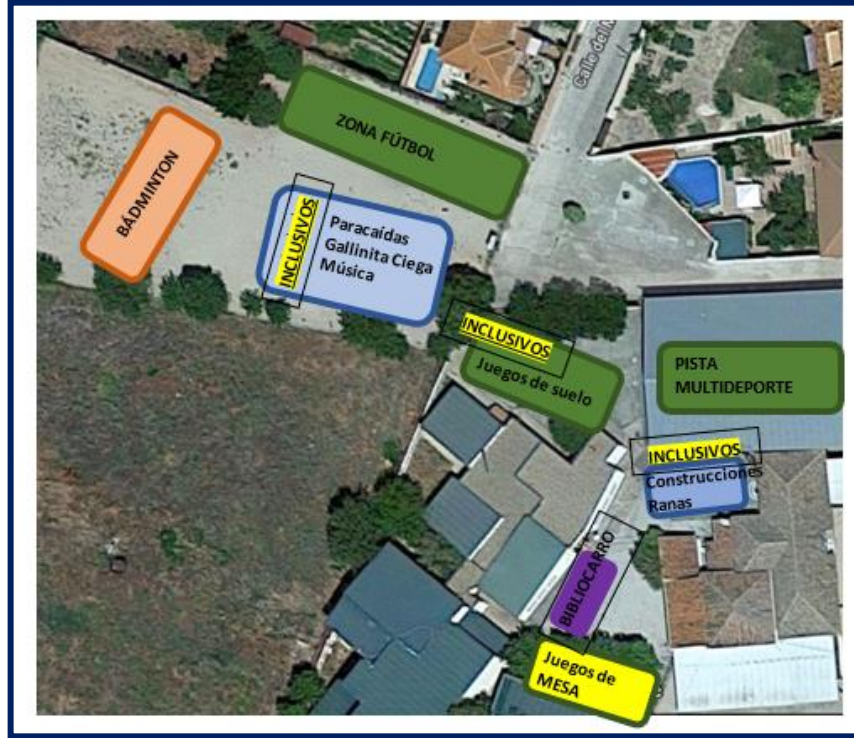 Calle del M
ZONA FÚTBOL
BÁDMINTON
INCLUSIVOS
Paracaídas
Gallinita Ciega
Música
INCLUSIVOS
Juegos de suelo
PISTA
MULTIDEPORTE
INCLUSIVOS
Construcciones
Ranas
BIBLIOCARRO
Juegos de
MESA